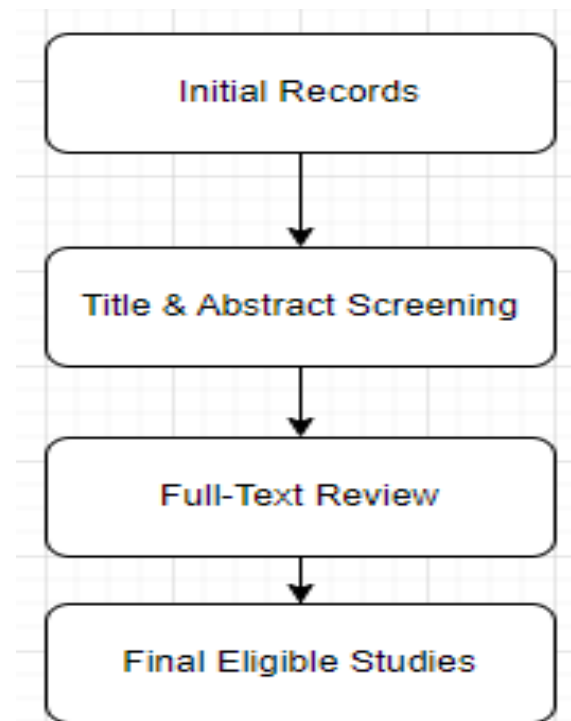 Initial Records
Title & Abstract Screening
Full-Text Review
Final Eligible Studies